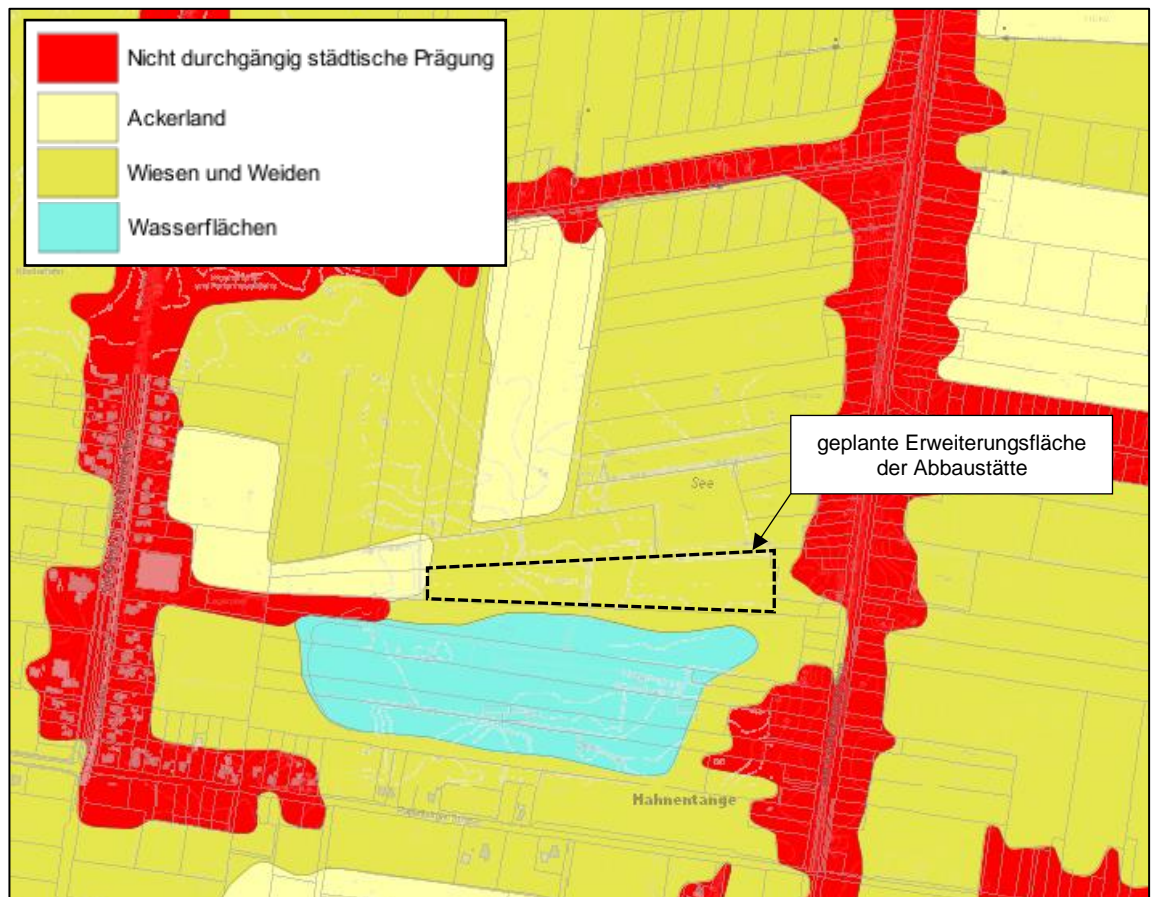 Nicht durchgängig städtische Prägung
Ackerland
Wiesen und Weiden
Wasserflächen
geplante Erweiterungsfläche
der Abbaustätte
See
Hahnentange